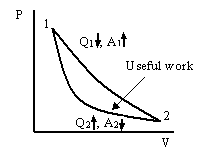 P
1
Q1⬇, A1⬆
Useful work
Q2⬆, A2⬇
2
V